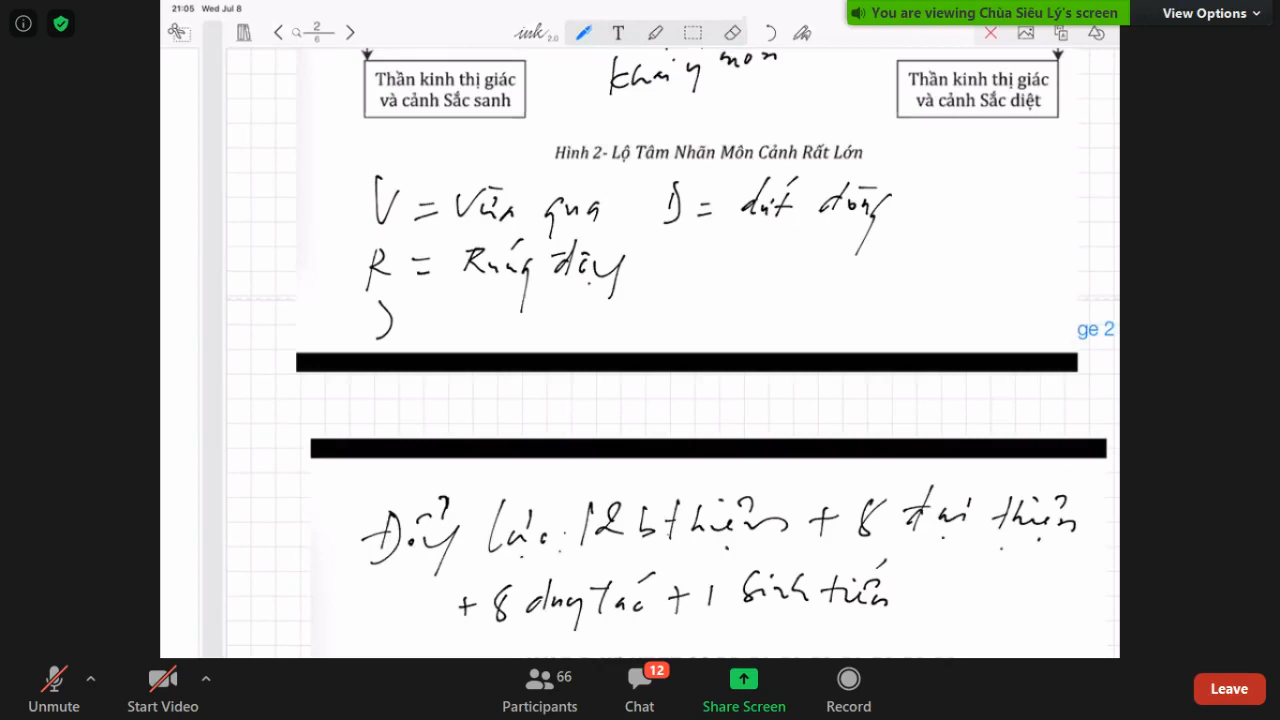 21:05 Wed Jul 8
You are viewing Chùa Siêu Lý's screen
View Options
2
6
ink 2.0
T
khai ý môn
Thần kinh thị giác
và cảnh Sắc sanh
Thần kinh thị giác
và cảnh Sắc diệt
Hình 2- Lộ Tâm Nhãn Môn Cảnh Rất Lớn
V = Vừa qua D = dứt dòng
R = Rúng động
ge 2
Đổng lực: 12 bthiện + 8 đại thiện
+ 8 duy tác + 1 Sinh tiếu
Unmute
Start Video
Participants
66
Chat
12
Share Screen
Record
Leave